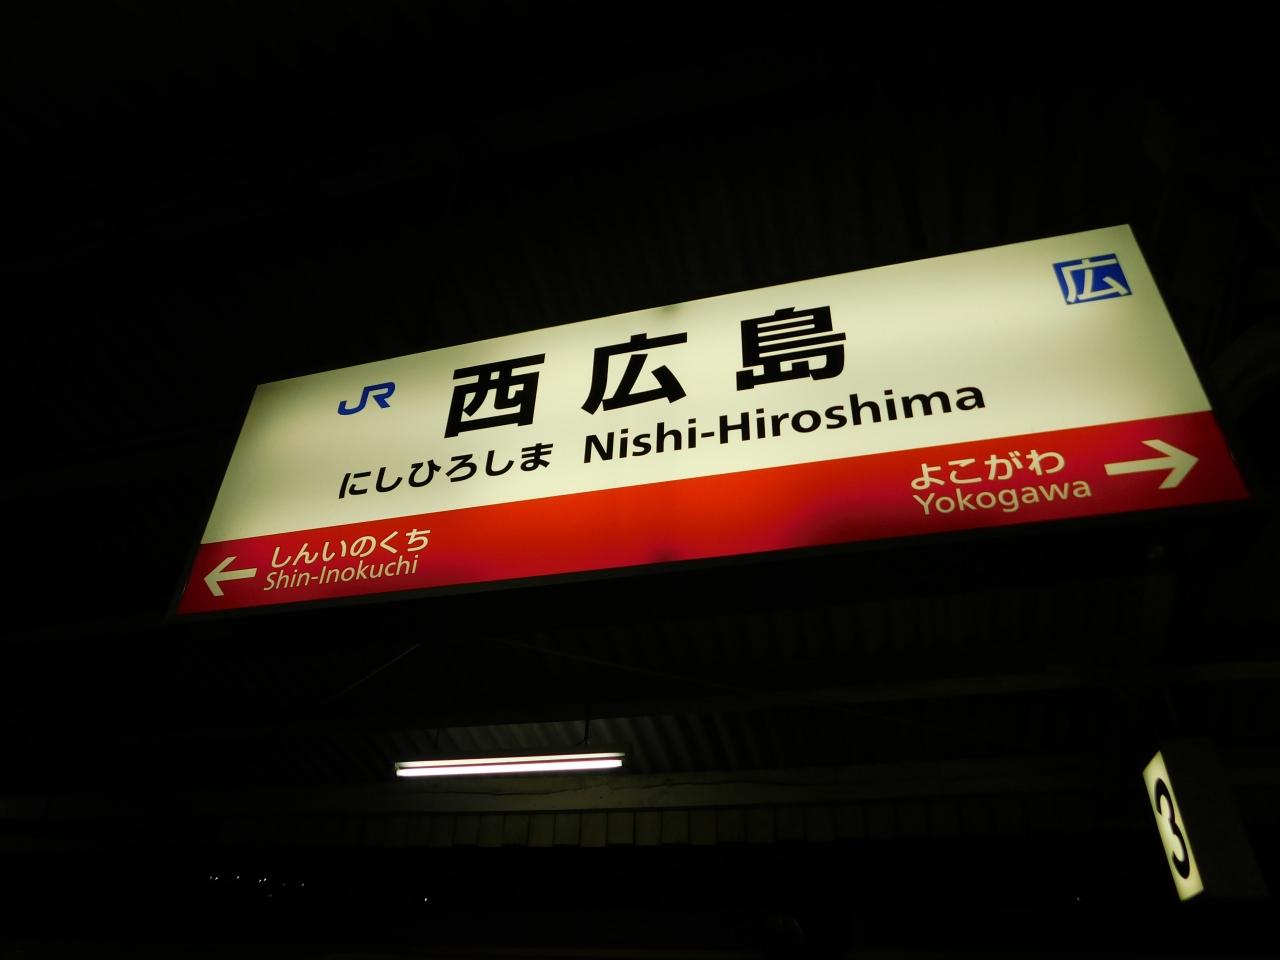 JR 西広島 広
にしひろしま Nishi-Hiroshima
よこがわ
Yokogawa
しんいのくち
Shin-Inokuchi
3